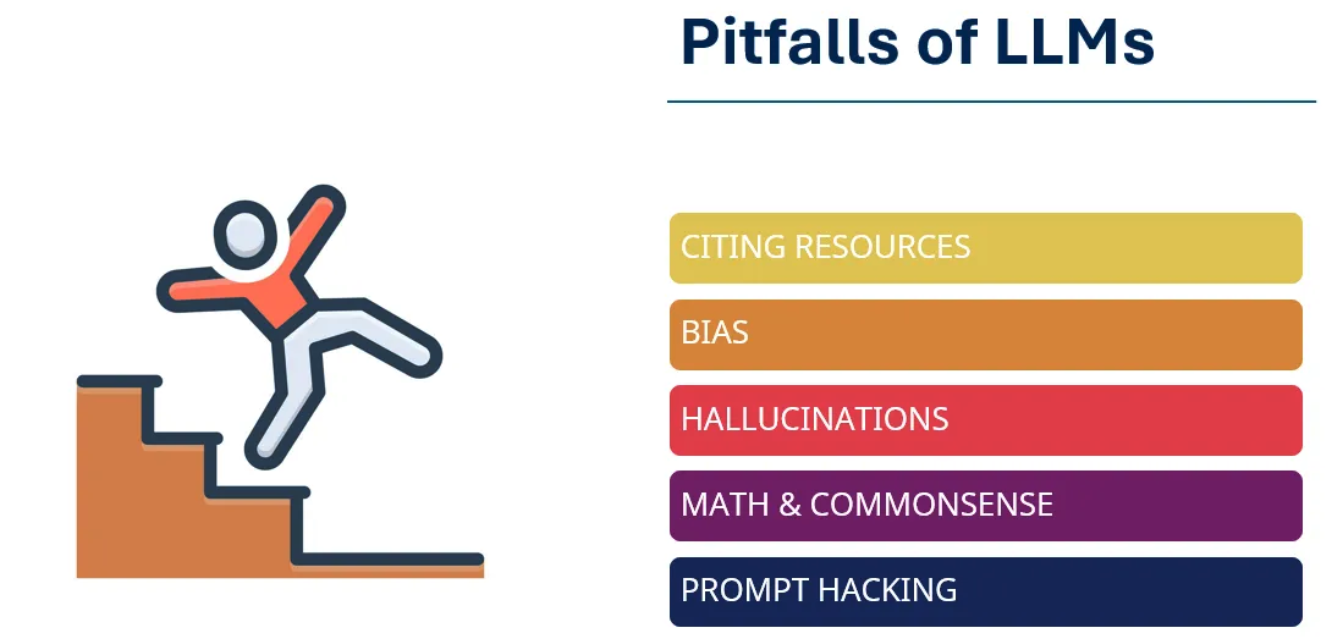 Pitfalls of LLMs
CITING RESOURCES
BIAS
HALLUCINATIONS
MATH & COMMONSENSE
PROMPT HACKING